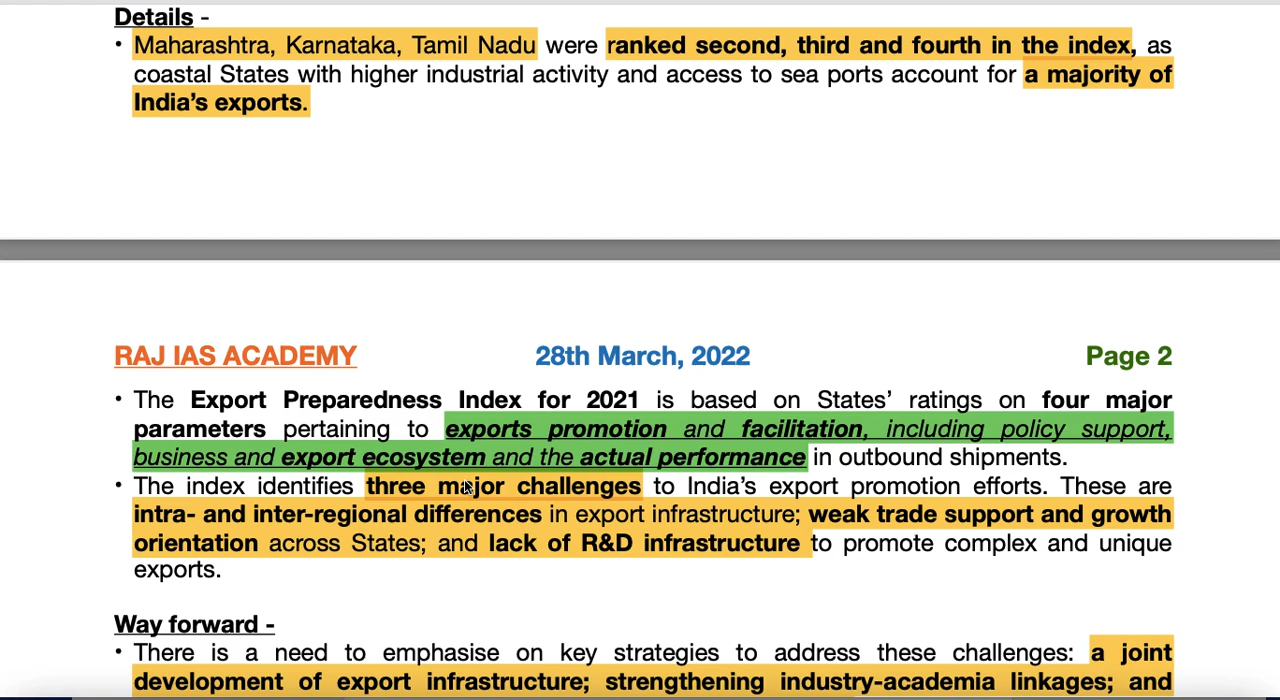 Details -
• Maharashtra, Karnataka, Tamil Nadu were ranked second, third and fourth in the index, as
coastal States with higher industrial activity and access to sea ports account for a majority of
India’s exports.
RAJ IAS ACADEMY 28th March, 2022 Page 2
• The Export Preparedness Index for 2021 is based on States’ ratings on four major
parameters pertaining to exports promotion and facilitation, including policy support,
business and export ecosystem and the actual performance in outbound shipments.
• The index identifies three major challenges to India’s export promotion efforts. These are
intra- and inter-regional differences in export infrastructure; weak trade support and growth
orientation across States; and lack of R&D infrastructure to promote complex and unique
exports.
Way forward -
• There is a need to emphasise on key strategies to address these challenges: a joint
development of export infrastructure; strengthening industry-academia linkages; and